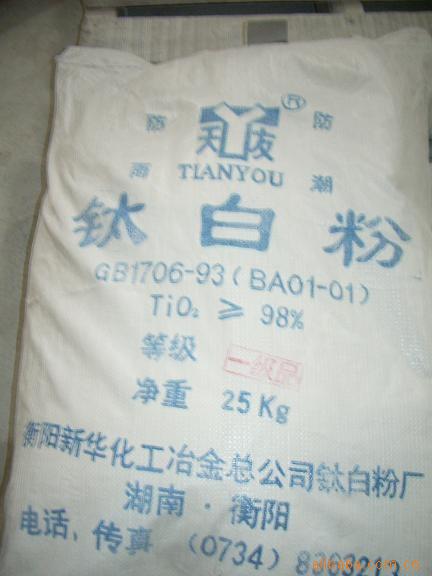 ®
天友
防雨
防潮
TIANYOU
钛白粉
GB1706-93(BA01-01)
TiO₂ ≥ 98%
等级 一级品
净重 25Kg
衡阳新华化工冶金总公司钛白粉厂
湖南·衡阳
电话、传真 (0734)